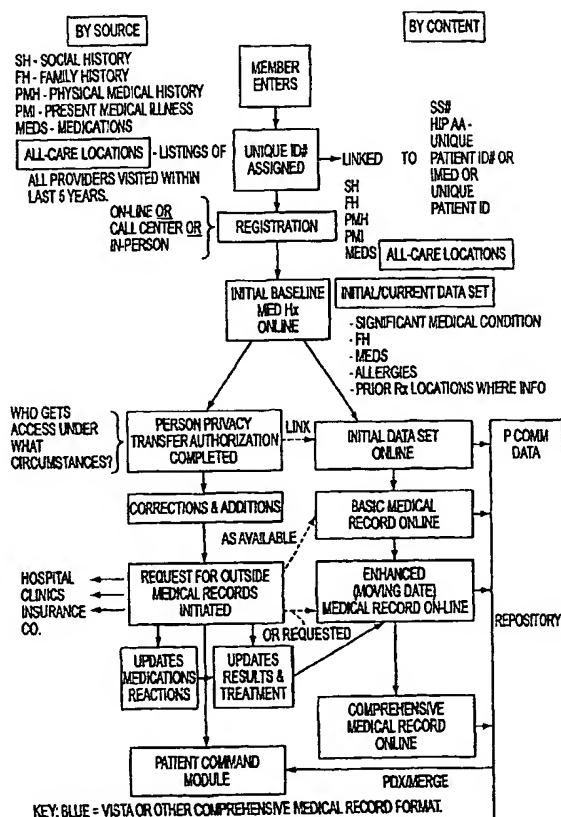 BY SOURCE
BY CONTENT
SH - SOCIAL HISTORY
FH - FAMILY HISTORY
PMH - PHYSICAL MEDICAL HISTORY
PMI - PRESENT MEDICAL ILLNESS
MEDS - MEDICATIONS
MEMBER
ENTERS
ALL-CARE LOCATIONS - LISTINGS OF
ALL PROVIDERS VISITED WITHIN
LAST 5 YEARS.
UNIQUE ID#
ASSIGNED
LINKED TO
SS#
HIP AA -
UNIQUE
PATIENT ID# OR
IMED OR
UNIQUE
PATIENT ID
ON-LINE OR
CALL CENTER OR
IN-PERSON
REGISTRATION
SH
FH
PMH
PMI
MEDS
ALL-CARE LOCATIONS
INITIAL BASELINE
MED Hx
ONLINE
INITIAL/CURRENT DATA SET
- SIGNIFICANT MEDICAL CONDITION
- FH
- MEDS
- ALLERGIES
- PRIOR Rx LOCATIONS WHERE INFO
WHO GETS
ACCESS UNDER
WHAT
CIRCUMSTANCES?
PERSON PRIVACY
TRANSFER AUTHORIZATION
COMPLETED
LINK
INITIAL DATA SET
ONLINE
P COMM
DATA
CORRECTIONS & ADDITIONS
BASIC MEDICAL
RECORD ONLINE
AS AVAILABLE
HOSPITAL
CLINICS
INSURANCE
CO.
REQUEST FOR OUTSIDE
MEDICAL RECORDS
INITIATED
ENHANCED
(MOVING DATE)
MEDICAL RECORD ON-LINE
OR REQUESTED
REPOSITORY
UPDATES
MEDICATIONS
REACTIONS
UPDATES
RESULTS &
TREATMENT
COMPREHENSIVE
MEDICAL RECORD
ONLINE
PATIENT COMMAND
MODULE
PDX/MERGE
KEY: BLUE = VISTA OR OTHER COMPREHENSIVE MEDICAL RECORD FORMAT.